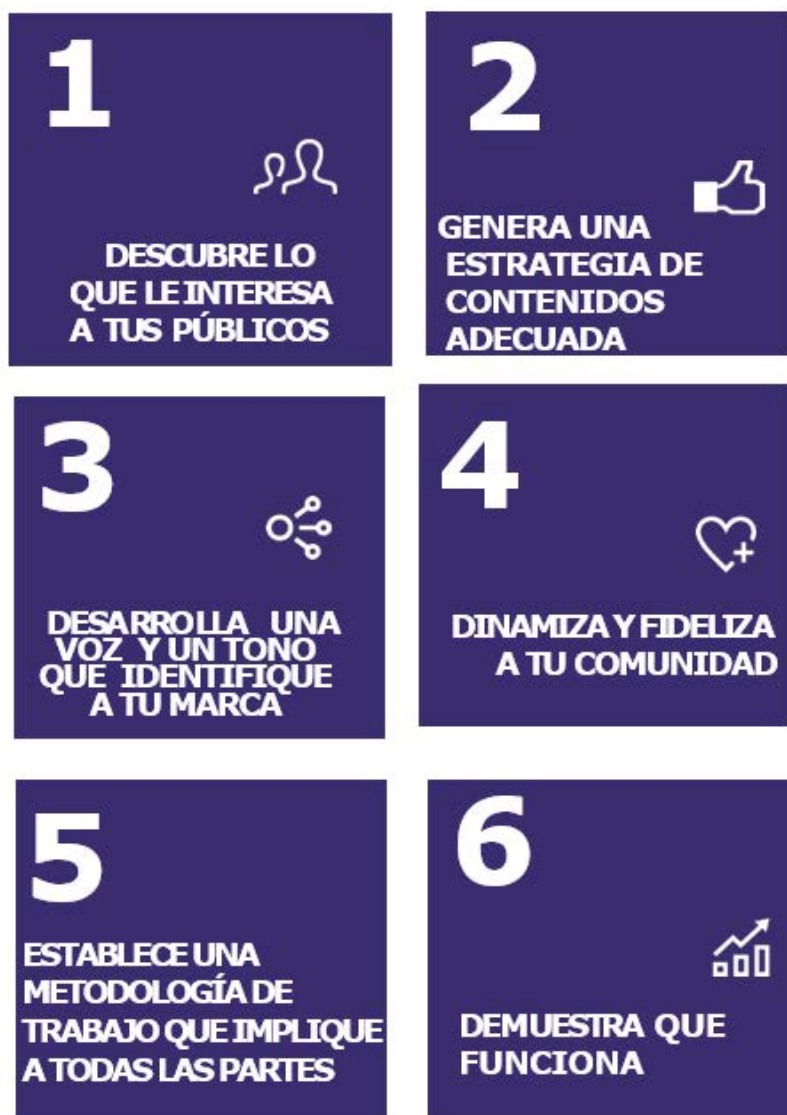 1
DESCUBRE LO
QUE LE INTERESA
A TUS PÚBLICOS
2
GENERA UNA
ESTRATEGIA DE
CONTENIDOS
ADECUADA
3
DESARROLLA UNA
VOZ Y UN TONO
QUE IDENTIFIQUE
A TU MARCA
4
DINAMIZA Y FIDELIZA
A TU COMUNIDAD
5
ESTABLECE UNA
METODOLOGÍA DE
TRABAJO QUE IMPLIQUE
A TODAS LAS PARTES
6
DEMUESTRA QUE
FUNCIONA